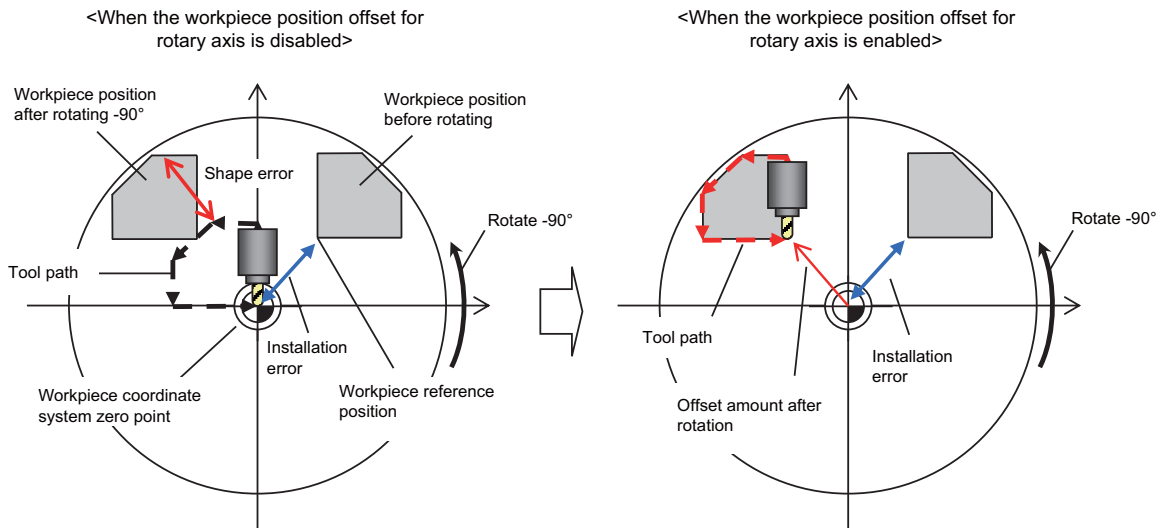 <When the workpiece position offset for
rotary axis is disabled>
Workpiece position
after rotating -90°
Workpiece position
before rotating
Shape error
Rotate -90°
Tool path
Installation
error
Workpiece coordinate
system zero point
Workpiece reference
position
<When the workpiece position offset for
rotary axis is enabled>
Rotate -90°
Tool path
Installation
error
Offset amount after
rotation